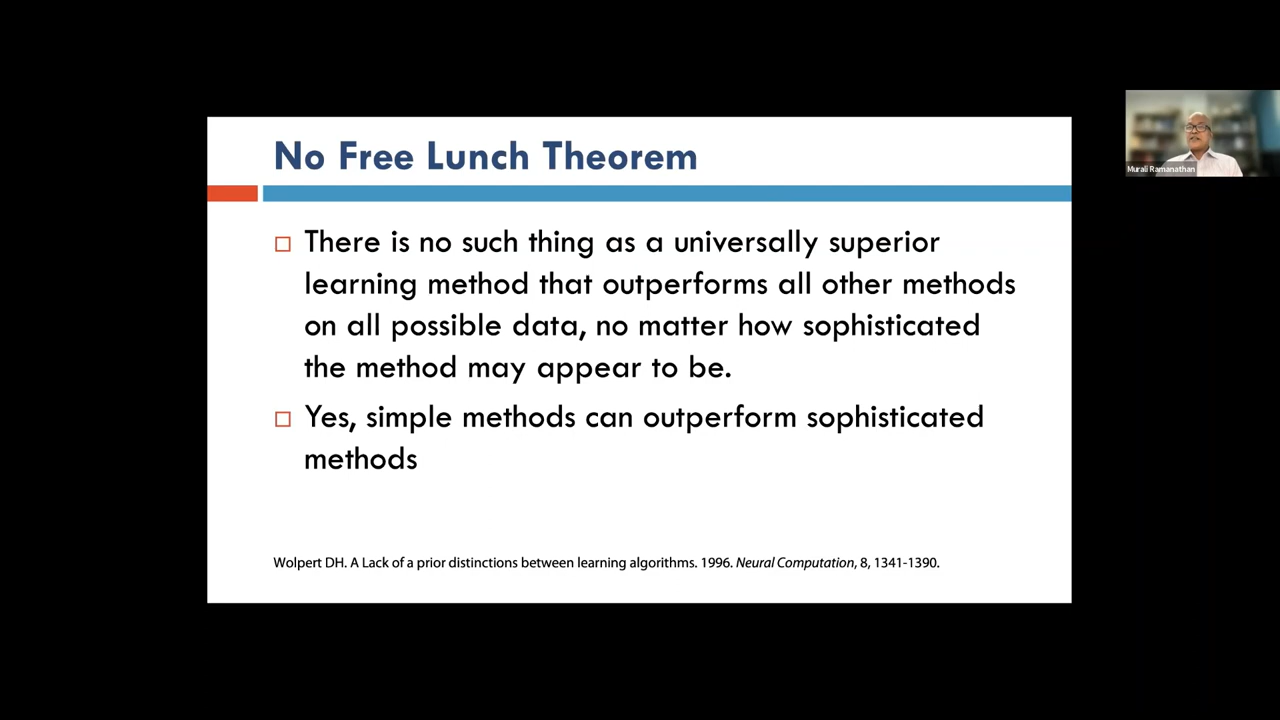 No Free Lunch Theorem
There is no such thing as a universally superior
learning method that outperforms all other methods
on all possible data, no matter how sophisticated
the method may appear to be.
Yes, simple methods can outperform sophisticated
methods
Wolpert DH. A Lack of a prior distinctions between learning algorithms. 1996. Neural Computation, 8, 1341-1390.
Murali Ramanathan